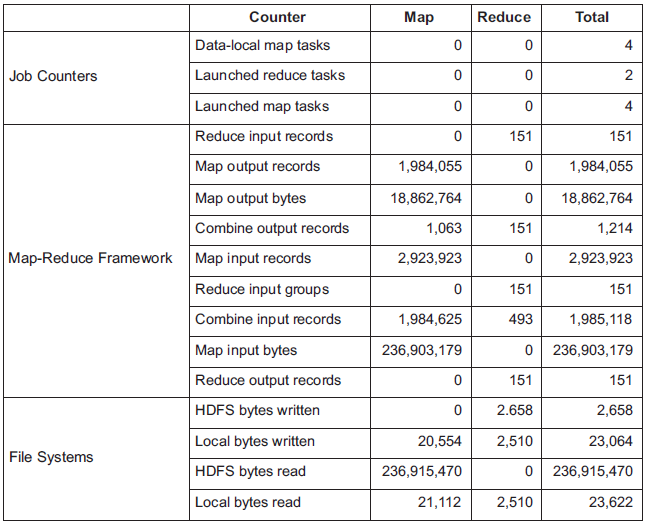 Counter Map Reduce Total
Job Counters
Data-local map tasks 0 0 4
Launched reduce tasks 0 0 2
Launched map tasks 0 0 4
Map-Reduce Framework
Reduce input records 0 151 151
Map output records 1,984,055 0 1,984,055
Map output bytes 18,862,764 0 18,862,764
Combine output records 1,063 151 1,214
Map input records 2,923,923 0 2,923,923
Reduce input groups 0 151 151
Combine input records 1,984,625 493 1,985,118
Map input bytes 236,903,179 0 236,903,179
Reduce output records 0 151 151
File Systems
HDFS bytes written 0 2.658 2,658
Local bytes written 20,554 2,510 23,064
HDFS bytes read 236,915,470 0 236,915,470
Local bytes read 21,112 2,510 23,622